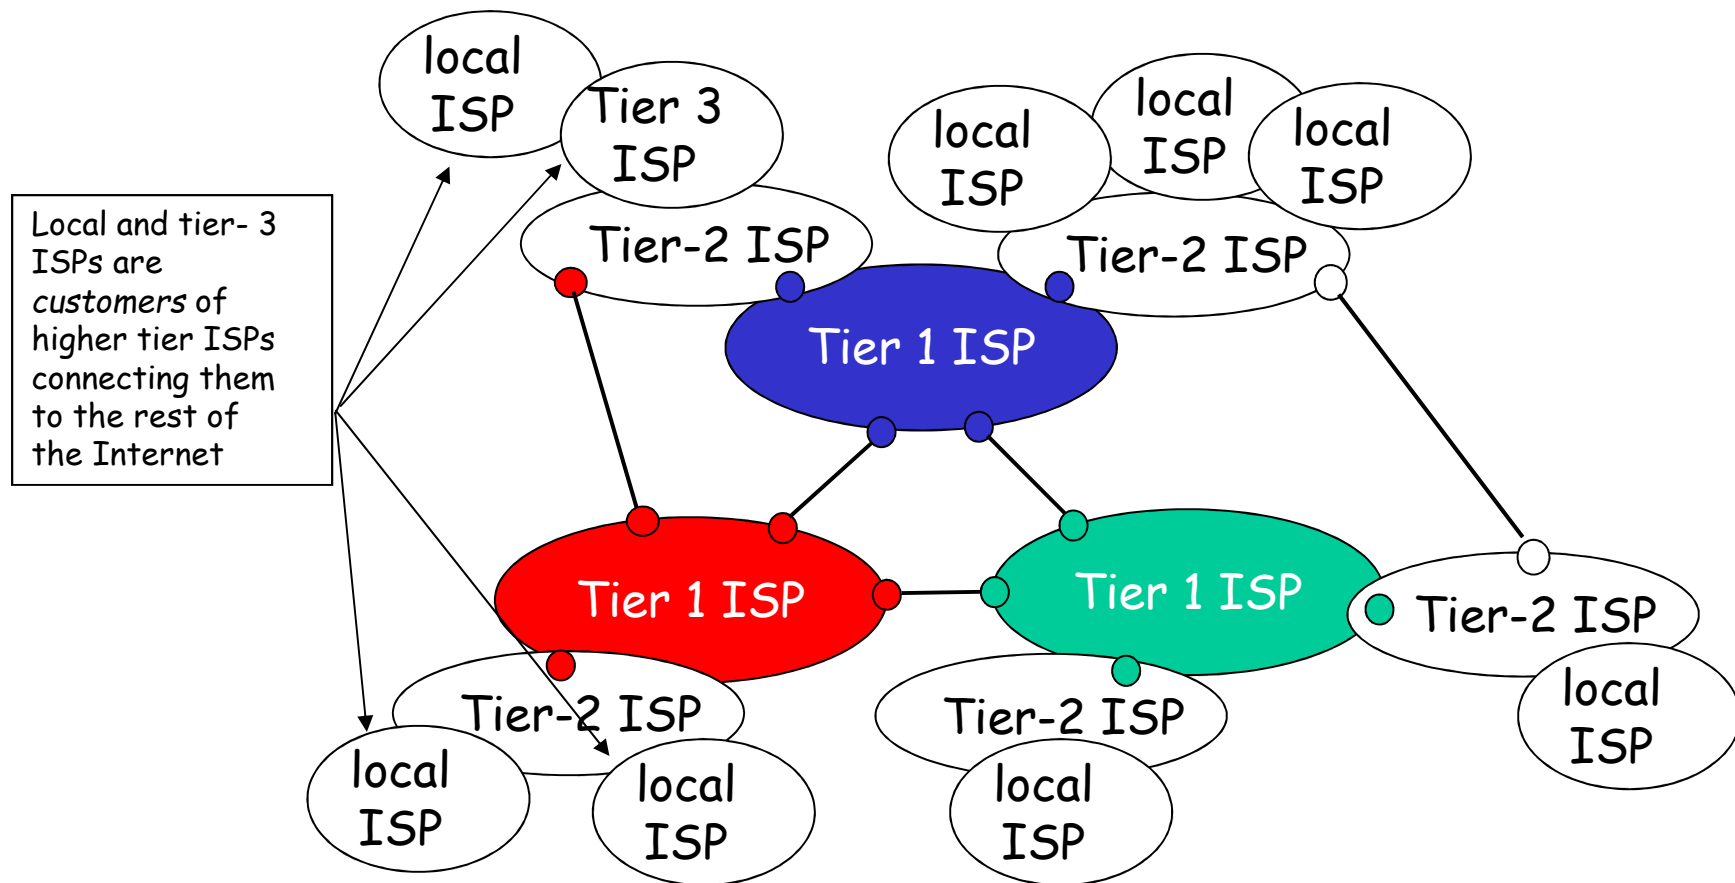 local
ISP
Tier 3
ISP
local
ISP
local
ISP
local
ISP
Local and tier- 3
ISPs are
customers of
higher tier ISPs
connecting them
to the rest of
the Internet
Tier-2 ISP
Tier-2 ISP
Tier 1 ISP
Tier 1 ISP
Tier 1 ISP
Tier-2 ISP
Tier-2 ISP
Tier-2 ISP
local
ISP
local
ISP
local
ISP
local
ISP